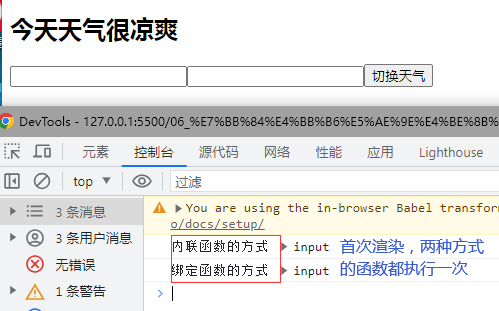 今天天气很凉爽
切换天气
DevTools - 127.0.0.1:5500/06_%E7%BB%84%E4%BB%B6%E5%AE%9E%E4%BE%8B%
元素 控制台 源代码 网络 性能 应用 Lighthouse
top 过滤
3 条消息
3 条用户消息
无错误
1 条警告
You are using the in-browser Babel transform
o/docs/setup/
内联函数的方式 input
绑定函数的方式 input
首次渲染，两种方式
的函数都执行一次